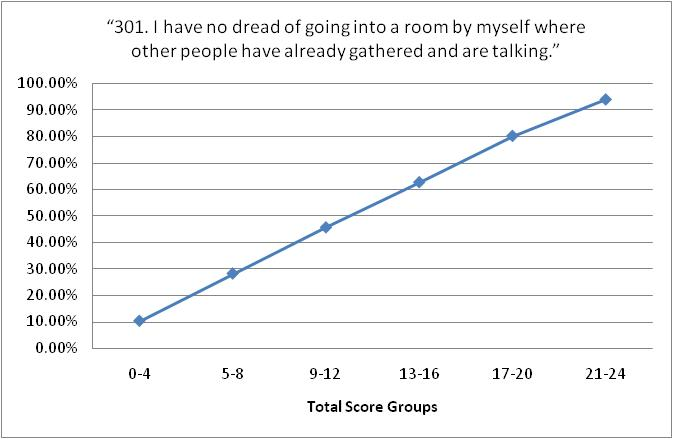 “301. I have no dread of going into a room by myself where
other people have already gathered and are talking.”
100.00%
90.00%
80.00%
70.00%
60.00%
50.00%
40.00%
30.00%
20.00%
10.00%
0.00%
0-4 5-8 9-12 13-16 17-20 21-24
Total Score Groups